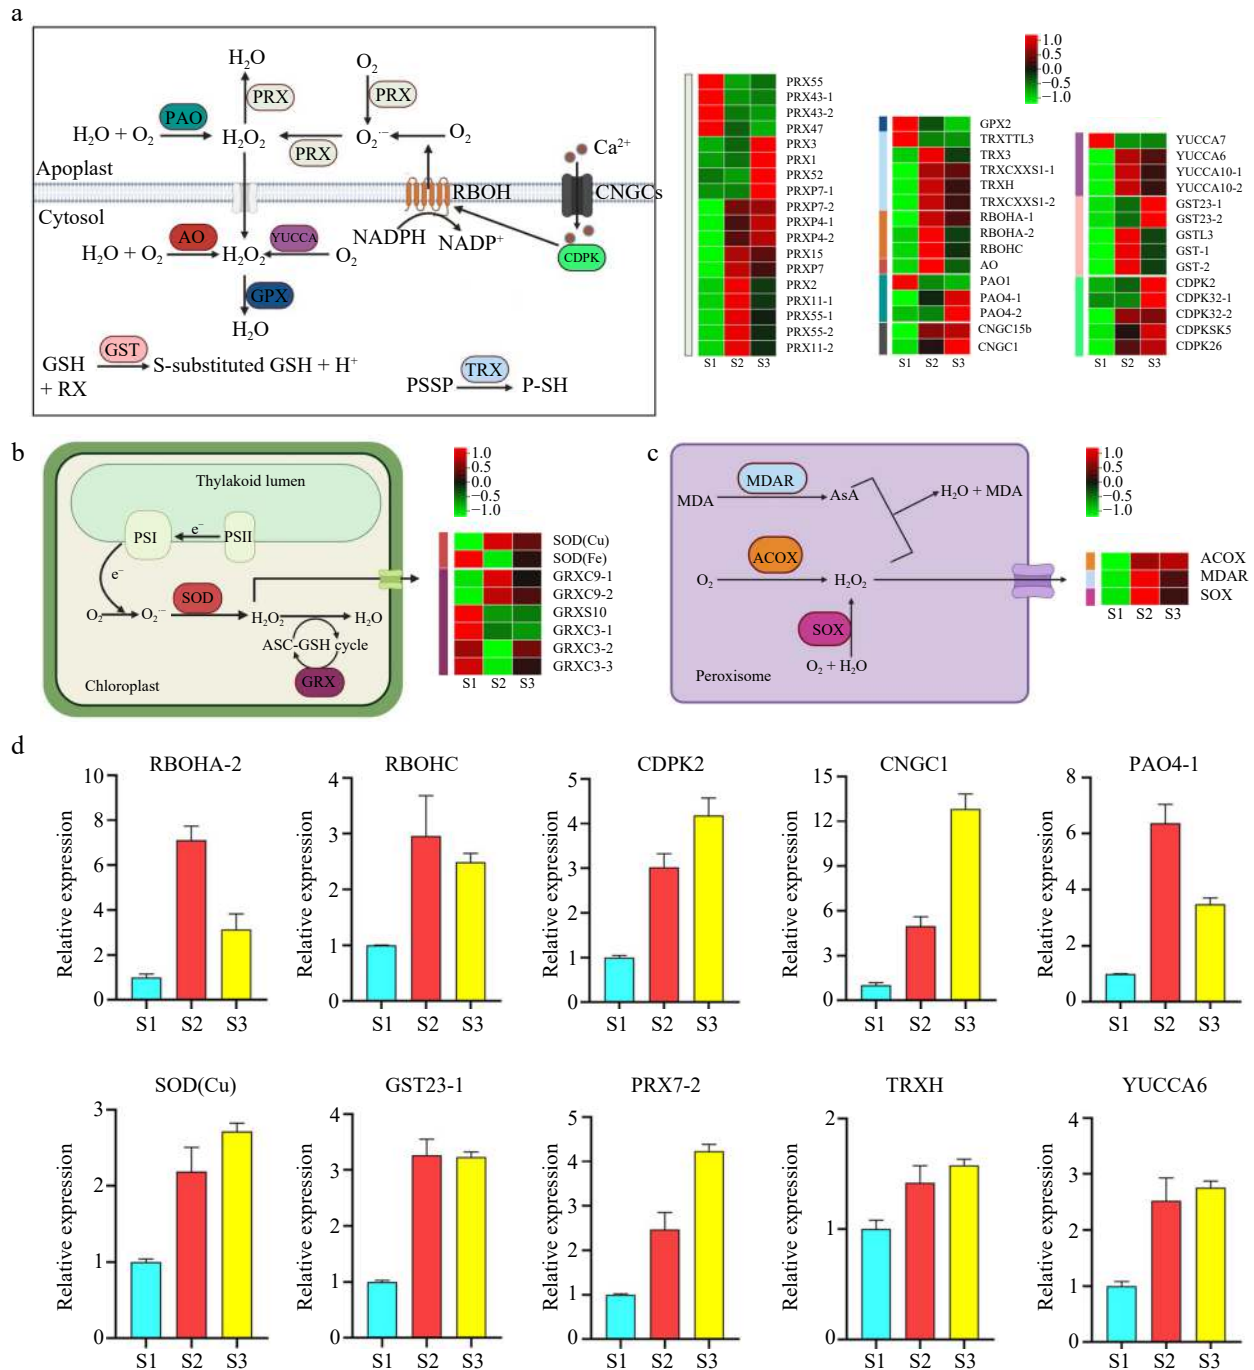 a
H₂O
O₂
PRX
PRX
PAO
H₂O + O₂
H₂O₂
O₂·⁻
O₂
PRX
Ca²⁺
Apoplast
RBOH
CNGCs
Cytosol
NADPH
NADP⁺
AO
YUCCA
H₂O + O₂
H₂O₂
O₂
CDPK
GPX
H₂O
GST
GSH
+ RX
S-substituted GSH + H⁺
TRX
PSSP
P-SH
1.0
0.5
0
−0.5
−1.0
PRX55
PRX43-1
PRX43-2
PRX47
PRX3
PRX1
PRX52
PRXP7-1
PRXP7-2
PRXP4-1
PRXP4-2
PRX15
PRXP7
PRX2
PRX11-1
PRX55-1
PRX55-2
PRX11-2
S1 S2 S3
GPX2
TRXTTL3
TRX3
TRXCXXS1-1
TRXH
TRXCXXS1-2
RBOHA-1
RBOHA-2
RBOHC
AO
PAO1
PAO4-1
PAO4-2
CNGC15b
CNGC1
S1 S2 S3
YUCCA7
YUCCA6
YUCCA10-1
YUCCA10-2
GST23-1
GST23-2
GSTL3
GST-1
GST-2
CDPK2
CDPK32-1
CDPK32-2
CDPKSK5
CDPK26
S1 S2 S3
b
Thylakoid lumen
PSI
e⁻
PSII
e⁻
O₂
O₂·⁻
SOD
H₂O₂
H₂O
ASC-GSH cycle
GRX
Chloroplast
1.0
0.5
0
−0.5
−1.0
SOD(Cu)
SOD(Fe)
GRXC9-1
GRXC9-2
GRXS10
GRXC3-1
GRXC3-2
GRXC3-3
S1 S2 S3
c
MDAR
MDA
AsA
H₂O + MDA
ACOX
O₂
H₂O₂
SOX
O₂ + H₂O
Peroxisome
1.0
0.5
0
−0.5
−1.0
ACOX
MDAR
SOX
S1 S2 S3
d
RBOHA-2
Relative expression
10
8
6
4
2
0
S1 S2 S3
RBOHC
Relative expression
4
3
2
1
0
S1 S2 S3
CDPK2
Relative expression
5
4
3
2
1
0
S1 S2 S3
CNGC1
Relative expression
15
12
9
6
3
0
S1 S2 S3
PAO4-1
Relative expression
8
6
4
2
0
S1 S2 S3
SOD(Cu)
Relative expression
3
2
1
0
S1 S2 S3
GST23-1
Relative expression
4
3
2
1
0
S1 S2 S3
PRX7-2
Relative expression
5
4
3
2
1
0
S1 S2 S3
TRXH
Relative expression
2
1
0
S1 S2 S3
YUCCA6
Relative expression
4
3
2
1
0
S1 S2 S3